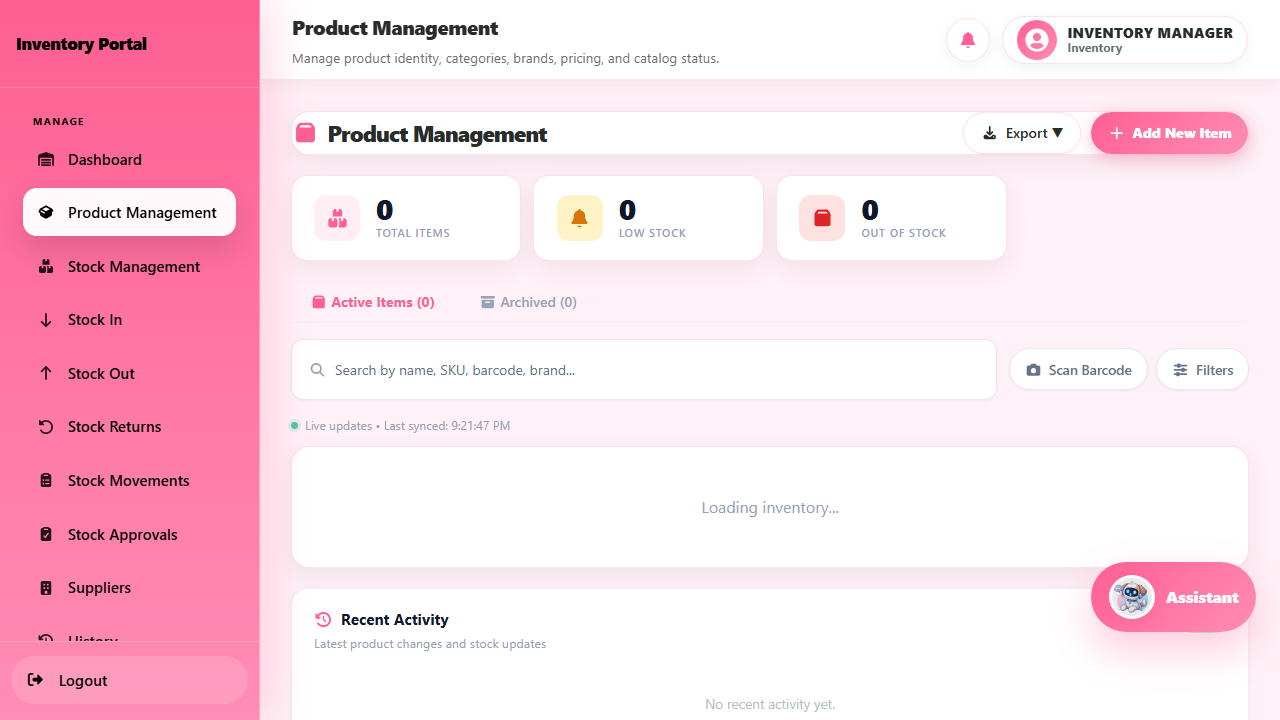 Inventory Portal
MANAGE
Dashboard
Product Management
Stock Management
Stock In
Stock Out
Stock Returns
Stock Movements
Stock Approvals
Suppliers
History
Logout
Product Management
Manage product identity, categories, brands, pricing, and catalog status.
INVENTORY MANAGER
Inventory
Product Management
Export ▼
Add New Item
0
TOTAL ITEMS
0
LOW STOCK
0
OUT OF STOCK
Active Items (0)
Archived (0)
Search by name, SKU, barcode, brand...
Scan Barcode
Filters
Live updates • Last synced: 9:21:47 PM
Loading inventory...
Recent Activity
Latest product changes and stock updates
No recent activity yet.
Assistant